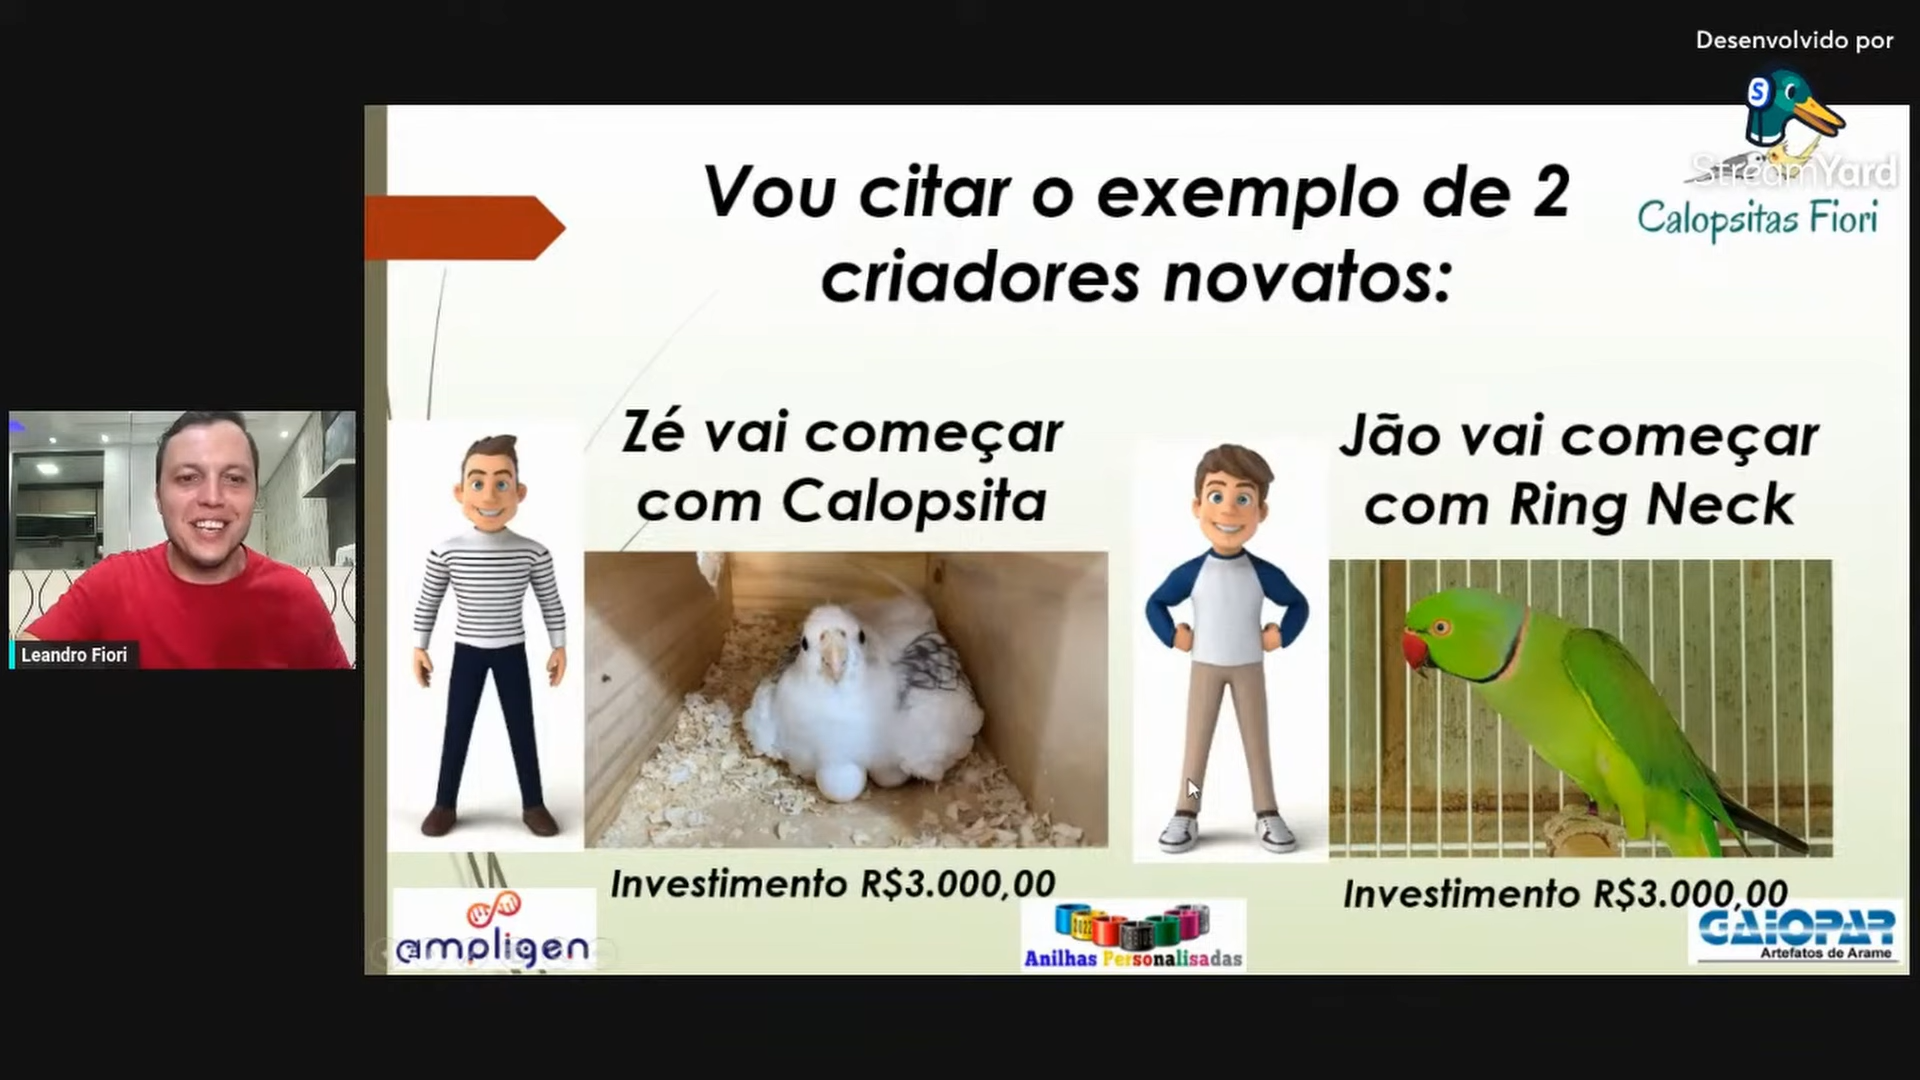 Desenvolvido por
S
StreamYard
Calopsitas Fiori
Vou citar o exemplo de 2
criadores novatos:
Zé vai começar
com Calopsita
Jão vai começar
com Ring Neck
Leandro Fiori
Investimento R$3.000,00
Investimento R$3.000,00
ampligen
2022
Anilhas Personalisadas
GAIOPAR
Artefatos de Arame